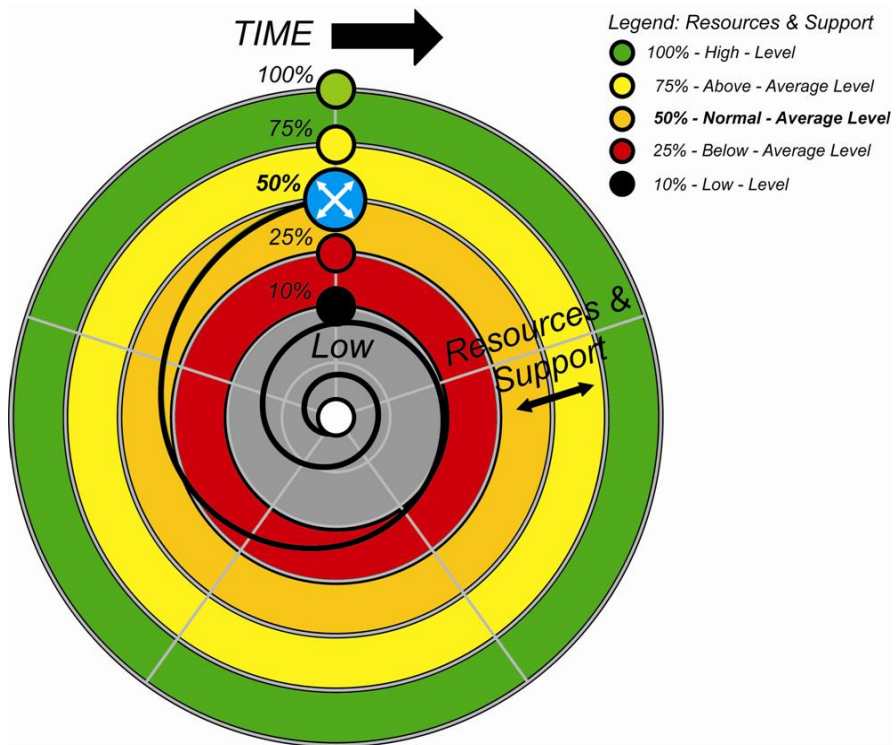 TIME
Legend: Resources & Support
100% - High - Level
75% - Above - Average Level
50% - Normal - Average Level
25% - Below - Average Level
10% - Low - Level
100%
75%
50%
25%
10%
Low
Resources &
Support